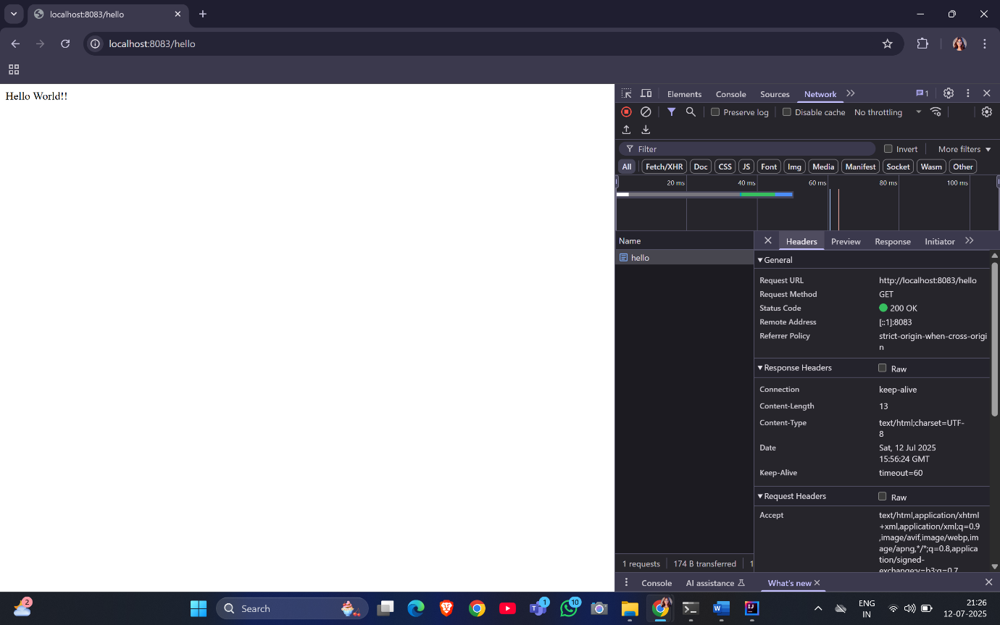 localhost:8083/hello
localhost:8083/hello
Hello World!!
Elements Console Sources Network 1
Preserve log Disable cache No throttling
Filter Invert More filters
All Fetch/XHR Doc CSS JS Font Img Media Manifest Socket Wasm Other
20 ms 40 ms 60 ms 80 ms 100 ms
Name
hello
1 requests 174 B transferred 1
Headers Preview Response Initiator
General
Request URL http://localhost:8083/hello
Request Method GET
Status Code 200 OK
Remote Address [::1]:8083
Referrer Policy strict-origin-when-cross-origi
n
Response Headers Raw
Connection keep-alive
Content-Length 13
Content-Type text/html;charset=UTF-
8
Date Sat, 12 Jul 2025
15:56:24 GMT
Keep-Alive timeout=60
Request Headers Raw
Accept text/html,application/xhtml
+xml,application/xml;q=0.9
,image/avif,image/webp,im
age/apng,*/*;q=0.8,applica
tion/signed-
exchange;v=b3;q=0.7
Console AI assistance What's new
2
Search
1
10
ENG
IN
21:26
12-07-2025